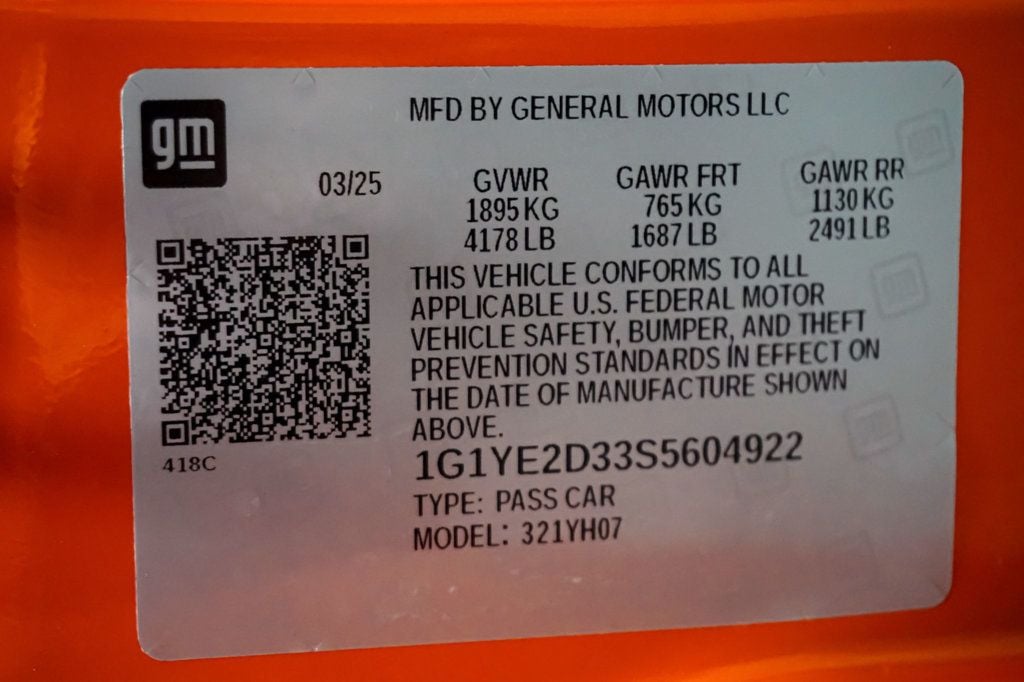 gm
MFD BY GENERAL MOTORS LLC
03/25 GVWR GAWR FRT GAWR RR
1895 KG 765 KG 1130 KG
4178 LB 1687 LB 2491 LB
THIS VEHICLE CONFORMS TO ALL
APPLICABLE U.S. FEDERAL MOTOR
VEHICLE SAFETY, BUMPER, AND THEFT
PREVENTION STANDARDS IN EFFECT ON
THE DATE OF MANUFACTURE SHOWN
ABOVE.
418C
1G1YE2D33S5604922
TYPE: PASS CAR
MODEL: 321YH07